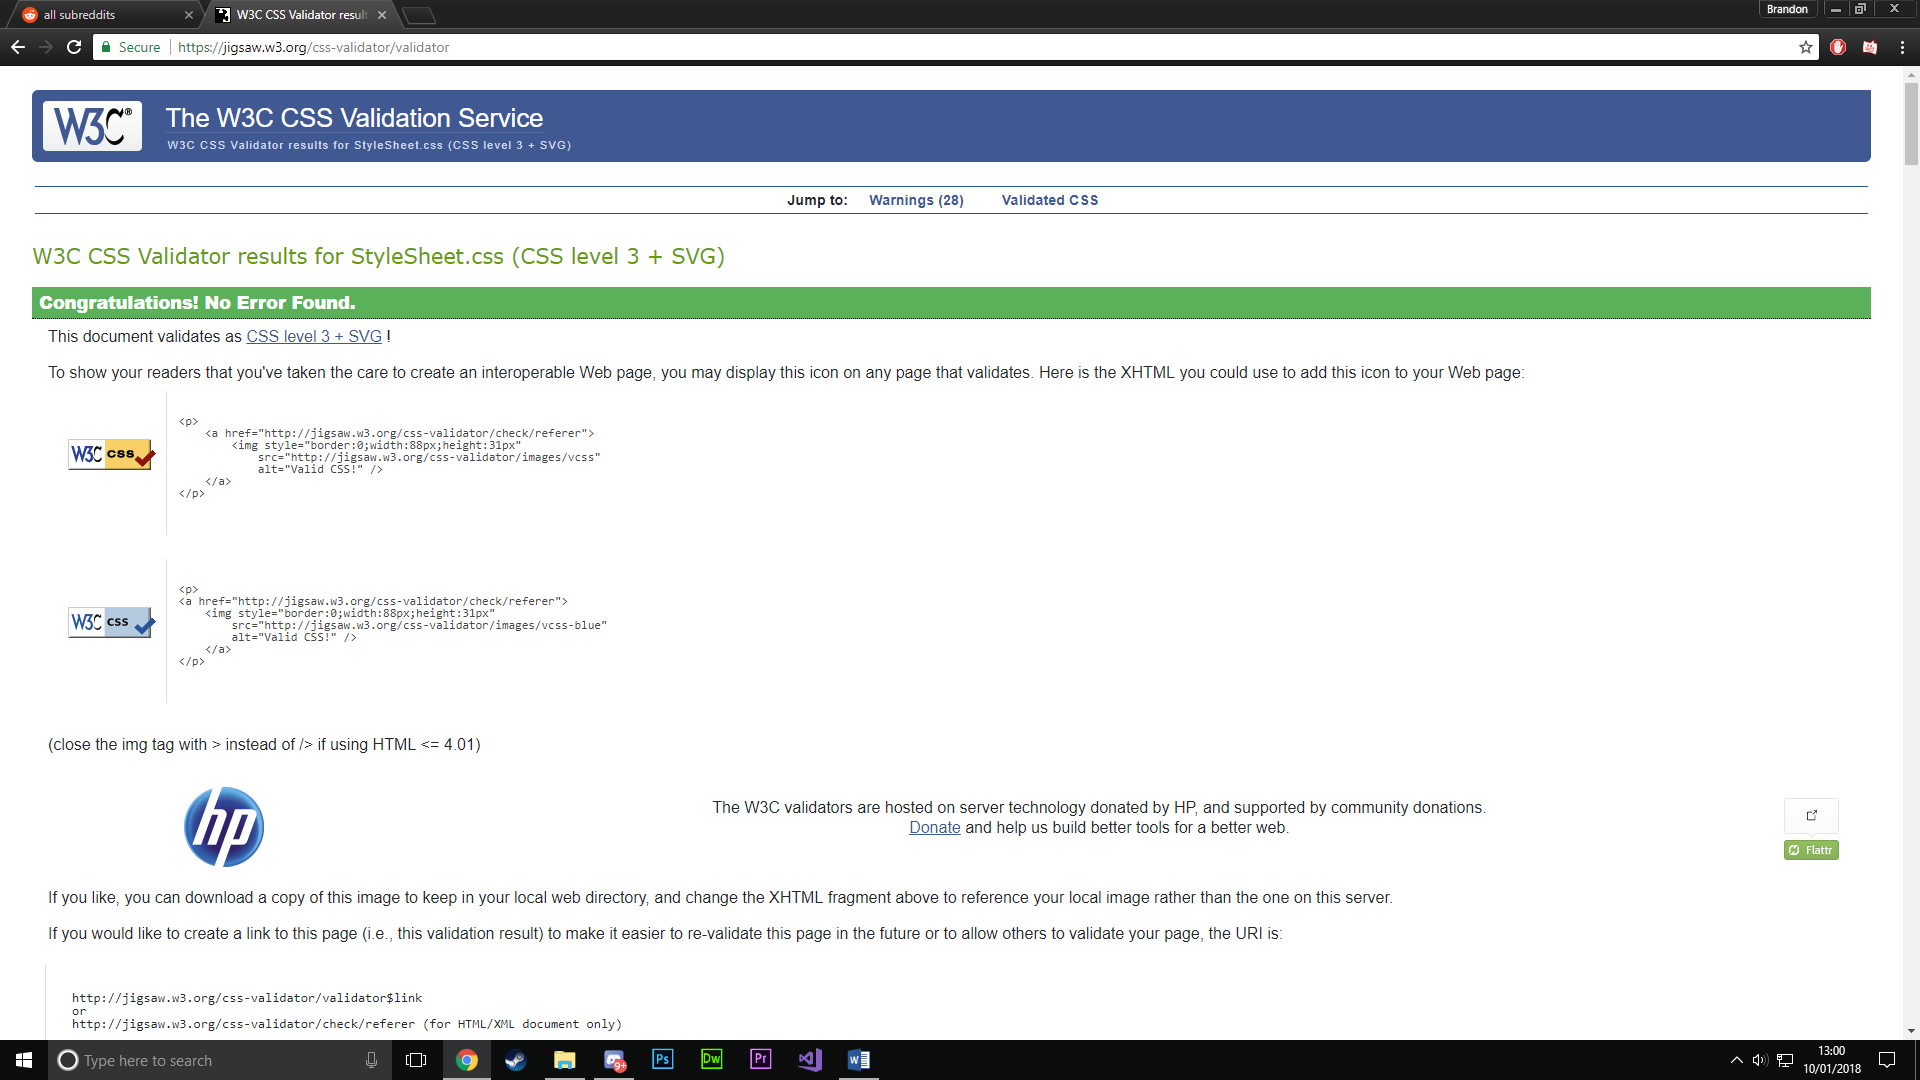 all subreddits
W3C CSS Validator resul
Brandon
Secure
https://jigsaw.w3.org/css-validator/validator
W3C®
The W3C CSS Validation Service
W3C CSS Validator results for StyleSheet.css (CSS level 3 + SVG)
Jump to: Warnings (28) Validated CSS
W3C CSS Validator results for StyleSheet.css (CSS level 3 + SVG)
Congratulations! No Error Found.
This document validates as CSS level 3 + SVG !
To show your readers that you've taken the care to create an interoperable Web page, you may display this icon on any page that validates. Here is the XHTML you could use to add this icon to your Web page:
W3C CSS
<p>
<a href="http://jigsaw.w3.org/css-validator/check/referer">
<img style="border:0;width:88px;height:31px"
src="http://jigsaw.w3.org/css-validator/images/vcss"
alt="Valid CSS!" />
</a>
</p>
W3C CSS
<p>
<a href="http://jigsaw.w3.org/css-validator/check/referer">
<img style="border:0;width:88px;height:31px"
src="http://jigsaw.w3.org/css-validator/images/vcss-blue"
alt="Valid CSS!" />
</a>
</p>
(close the img tag with > instead of /> if using HTML <= 4.01)
hp
The W3C validators are hosted on server technology donated by HP, and supported by community donations.
Donate and help us build better tools for a better web.
Flattr
If you like, you can download a copy of this image to keep in your local web directory, and change the XHTML fragment above to reference your local image rather than the one on this server.
If you would like to create a link to this page (i.e., this validation result) to make it easier to re-validate this page in the future or to allow others to validate your page, the URI is:
http://jigsaw.w3.org/css-validator/validator$link
or
http://jigsaw.w3.org/css-validator/check/referer (for HTML/XML document only)
Type here to search
9+
Ps
Dw
Pr
W
13:00
10/01/2018